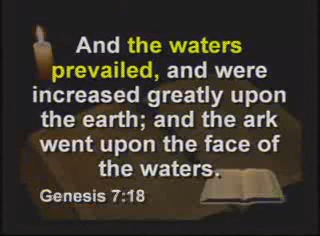 And the waters
prevailed, and were
increased greatly upon
the earth; and the ark
went upon the face of
the waters.
Genesis 7:18